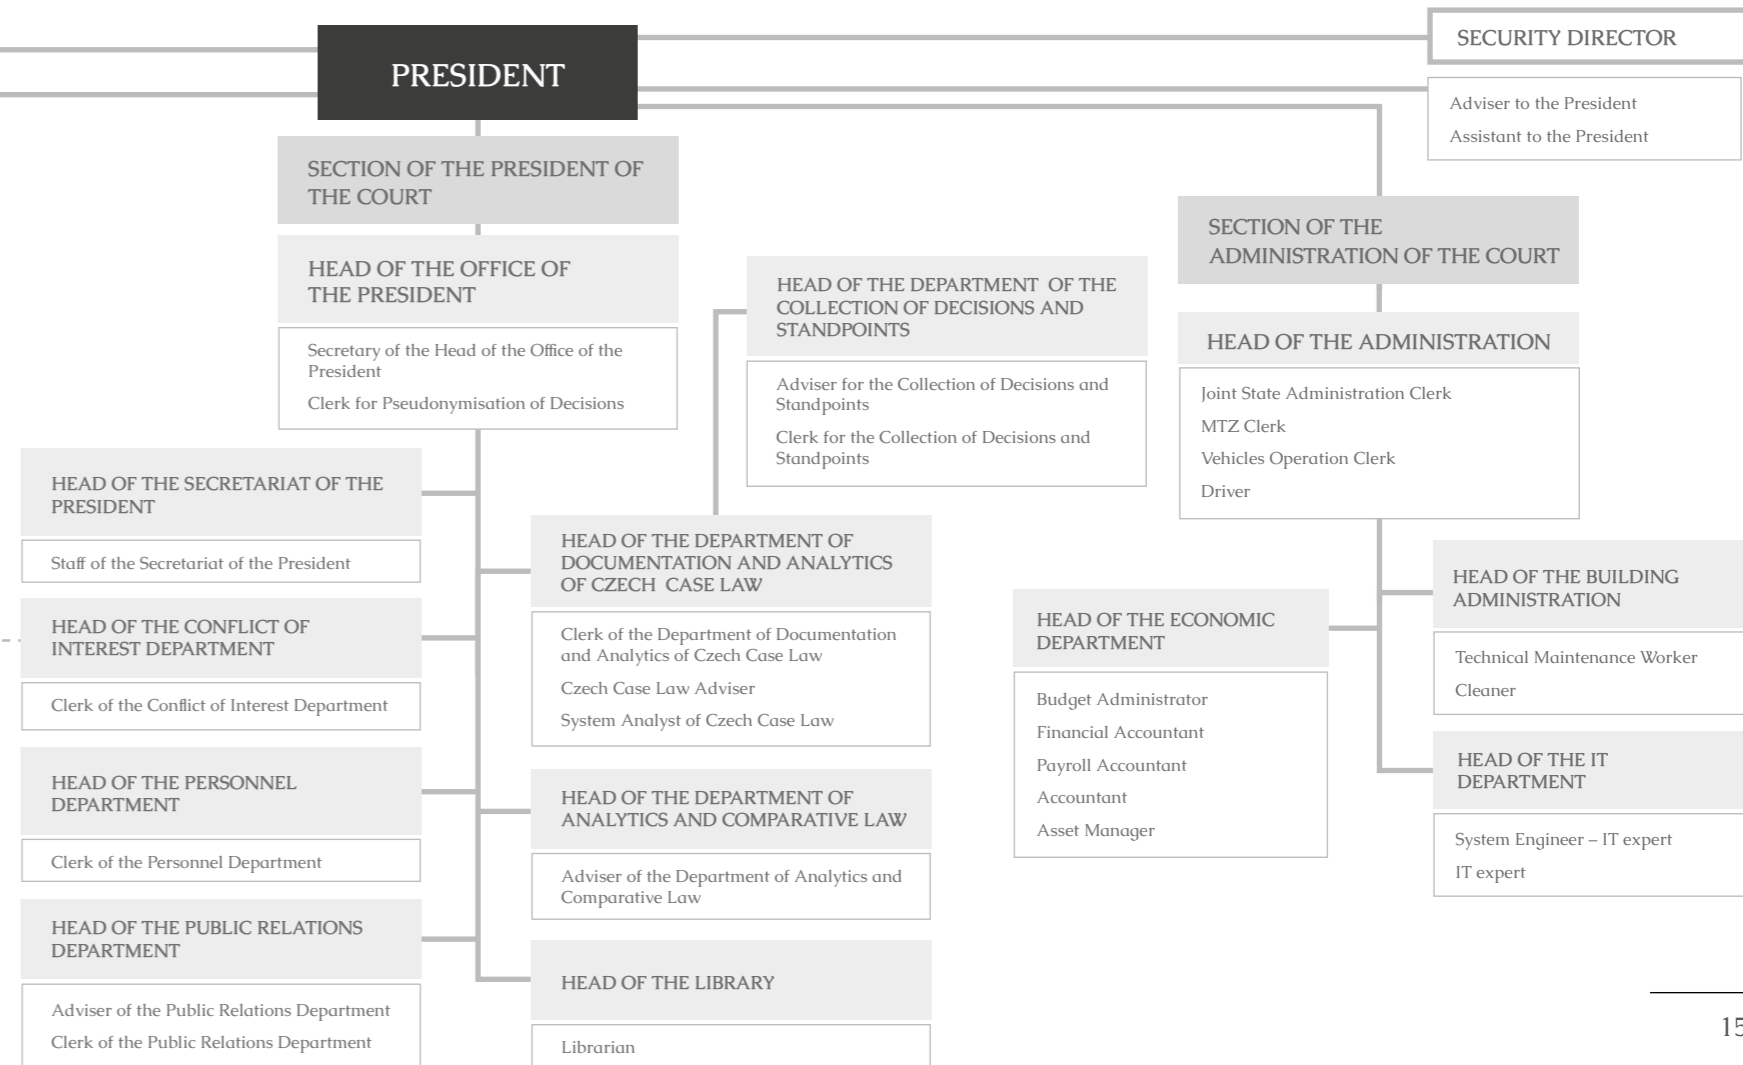 PRESIDENT
SECURITY DIRECTOR
Adviser to the President
Assistant to the President
SECTION OF THE PRESIDENT OF
THE COURT
HEAD OF THE OFFICE OF
THE PRESIDENT
Secretary of the Head of the Office of the
President
Clerk for Pseudonymisation of Decisions
HEAD OF THE SECRETARIAT OF THE
PRESIDENT
Staff of the Secretariat of the President
HEAD OF THE CONFLICT OF
INTEREST DEPARTMENT
Clerk of the Conflict of Interest Department
HEAD OF THE PERSONNEL
DEPARTMENT
Clerk of the Personnel Department
HEAD OF THE PUBLIC RELATIONS
DEPARTMENT
Adviser of the Public Relations Department
Clerk of the Public Relations Department
HEAD OF THE DEPARTMENT OF THE
COLLECTION OF DECISIONS AND
STANDPOINTS
Adviser for the Collection of Decisions and
Standpoints
Clerk for the Collection of Decisions and
Standpoints
HEAD OF THE DEPARTMENT OF
DOCUMENTATION AND ANALYTICS
OF CZECH CASE LAW
Clerk of the Department of Documentation
and Analytics of Czech Case Law
Czech Case Law Adviser
System Analyst of Czech Case Law
HEAD OF THE DEPARTMENT OF
ANALYTICS AND COMPARATIVE LAW
Adviser of the Department of Analytics and
Comparative Law
HEAD OF THE LIBRARY
Librarian
SECTION OF THE
ADMINISTRATION OF THE COURT
HEAD OF THE ADMINISTRATION
Joint State Administration Clerk
MTZ Clerk
Vehicles Operation Clerk
Driver
HEAD OF THE ECONOMIC
DEPARTMENT
Budget Administrator
Financial Accountant
Payroll Accountant
Accountant
Asset Manager
HEAD OF THE BUILDING
ADMINISTRATION
Technical Maintenance Worker
Cleaner
HEAD OF THE IT
DEPARTMENT
System Engineer – IT expert
IT expert
15